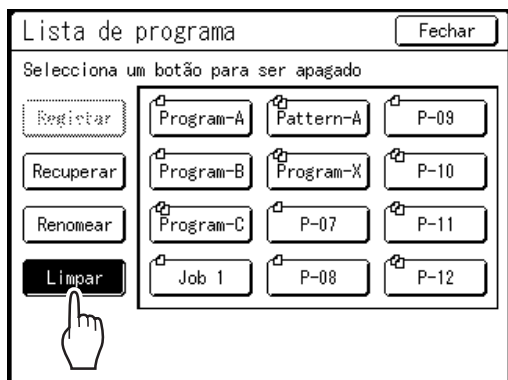 Lista de programa
Fechar
Selecciona um botão para ser apagado
Registar
Program-A
Pattern-A
P-09
Recuperar
Program-B
Program-X
P-10
Renomear
Program-C
P-07
P-11
Limpar
Job 1
P-08
P-12